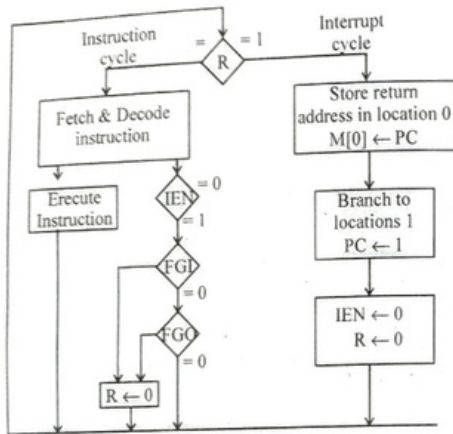 Instruction
cycle
=
= 1
Interrupt
cycle
R
Fetch & Decode
instruction
Store return
address in location 0
M[0] ← PC
Erecute
Instruction
= 0
IEN
= 1
Branch to
locations 1
PC ← 1
FGI
= 0
FGO
= 0
IEN ← 0
R ← 0
R ← 0